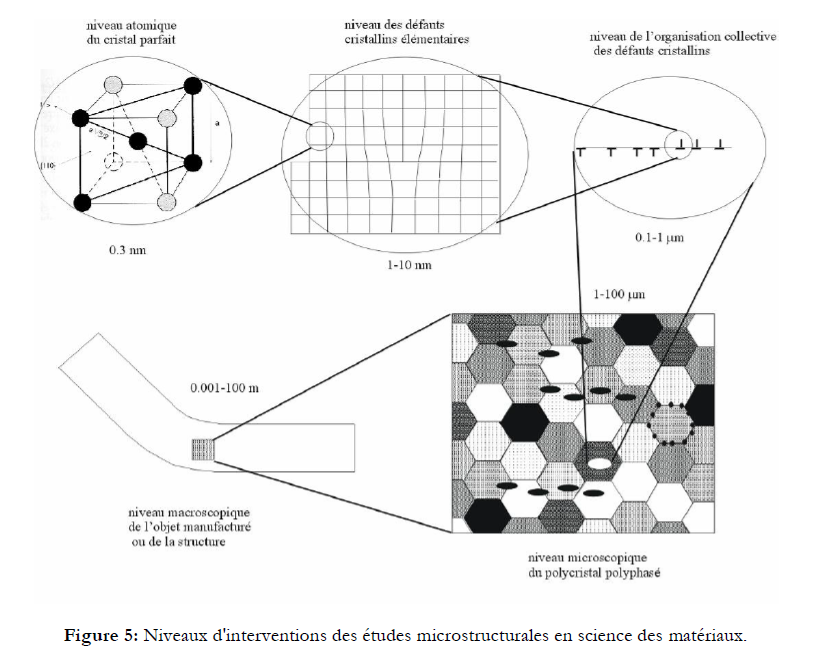 niveau atomique
du cristal parfait
niveau des défauts
cristallins élémentaires
niveau de l'organisation collective
des défauts cristallins
a
0.3 nm
1-10 nm
0.1-1 µm
1-100 µm
0.001-100 m
niveau macroscopique
de l'objet manufacturé
ou de la structure
niveau microscopique
du polycristal polyphasé
Figure 5: Niveaux d'interventions des études microstructurales en science des matériaux.